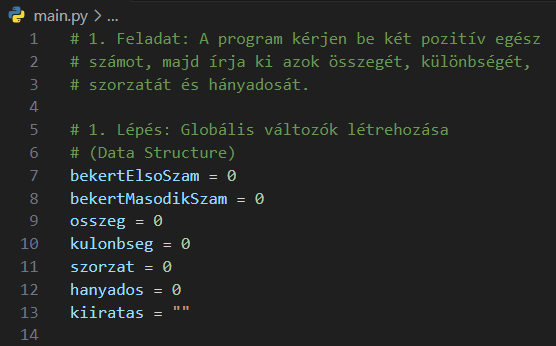 main.py > ...
1 # 1. Feladat: A program kérjen be két pozitív egész
2 # számot, majd írja ki azok összegét, különbségét,
3 # szorzatát és hányadosát.
4
5 # 1. Lépés: Globális változók létrehozása
6 # (Data Structure)
7 bekertElsoSzam = 0
8 bekertMasodikSzam = 0
9 osszeg = 0
10 kulonbseg = 0
11 szorzat = 0
12 hanyados = 0
13 kiiratas = ""
14